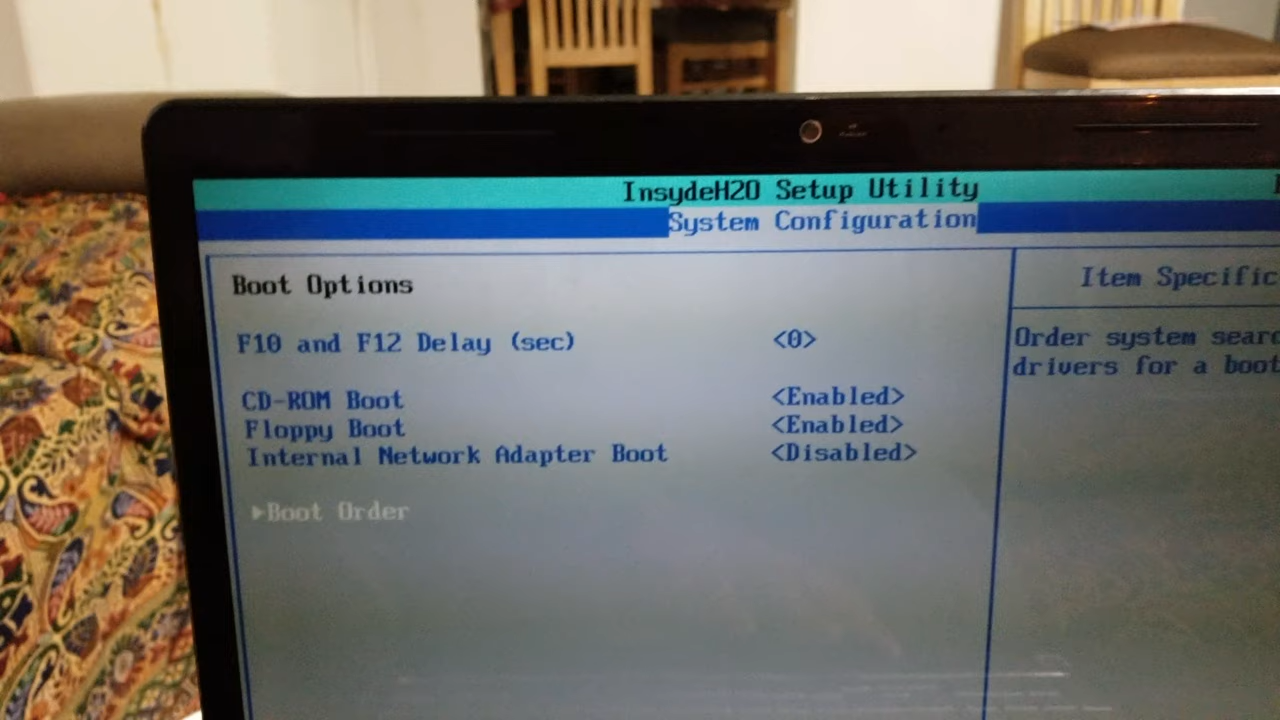 InsydeH2O Setup Utility
System Configuration
Boot Options
Item Specific
F10 and F12 Delay (sec) <0>
Order system
drivers for a boot
CD-ROM Boot <Enabled>
Floppy Boot <Enabled>
Internal Network Adapter Boot <Disabled>
▸Boot Order